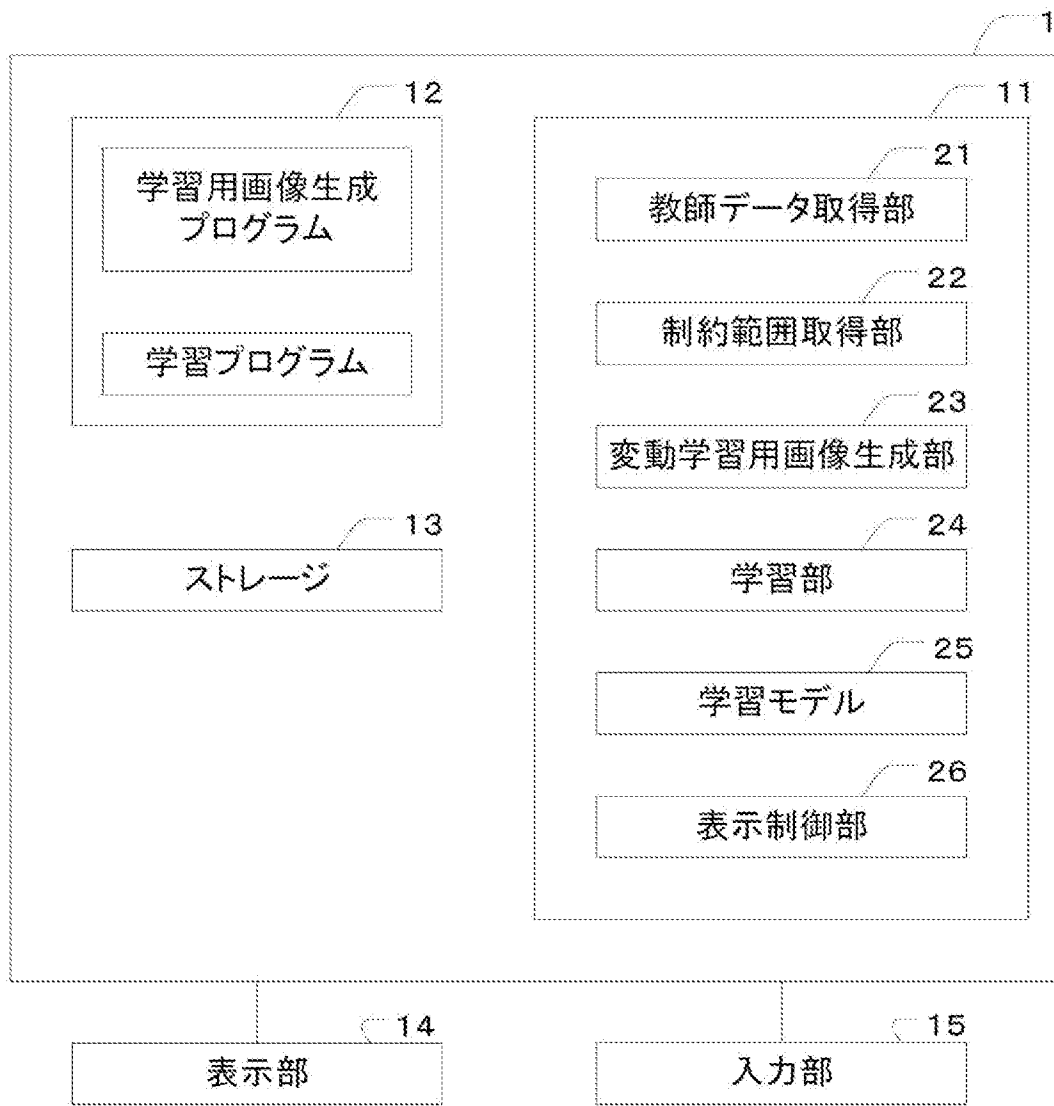 1
12
学習用画像生成
プログラム
学習プログラム
13
ストレージ
11
21
教師データ取得部
22
制約範囲取得部
23
変動学習用画像生成部
24
学習部
25
学習モデル
26
表示制御部
14
表示部
15
入力部